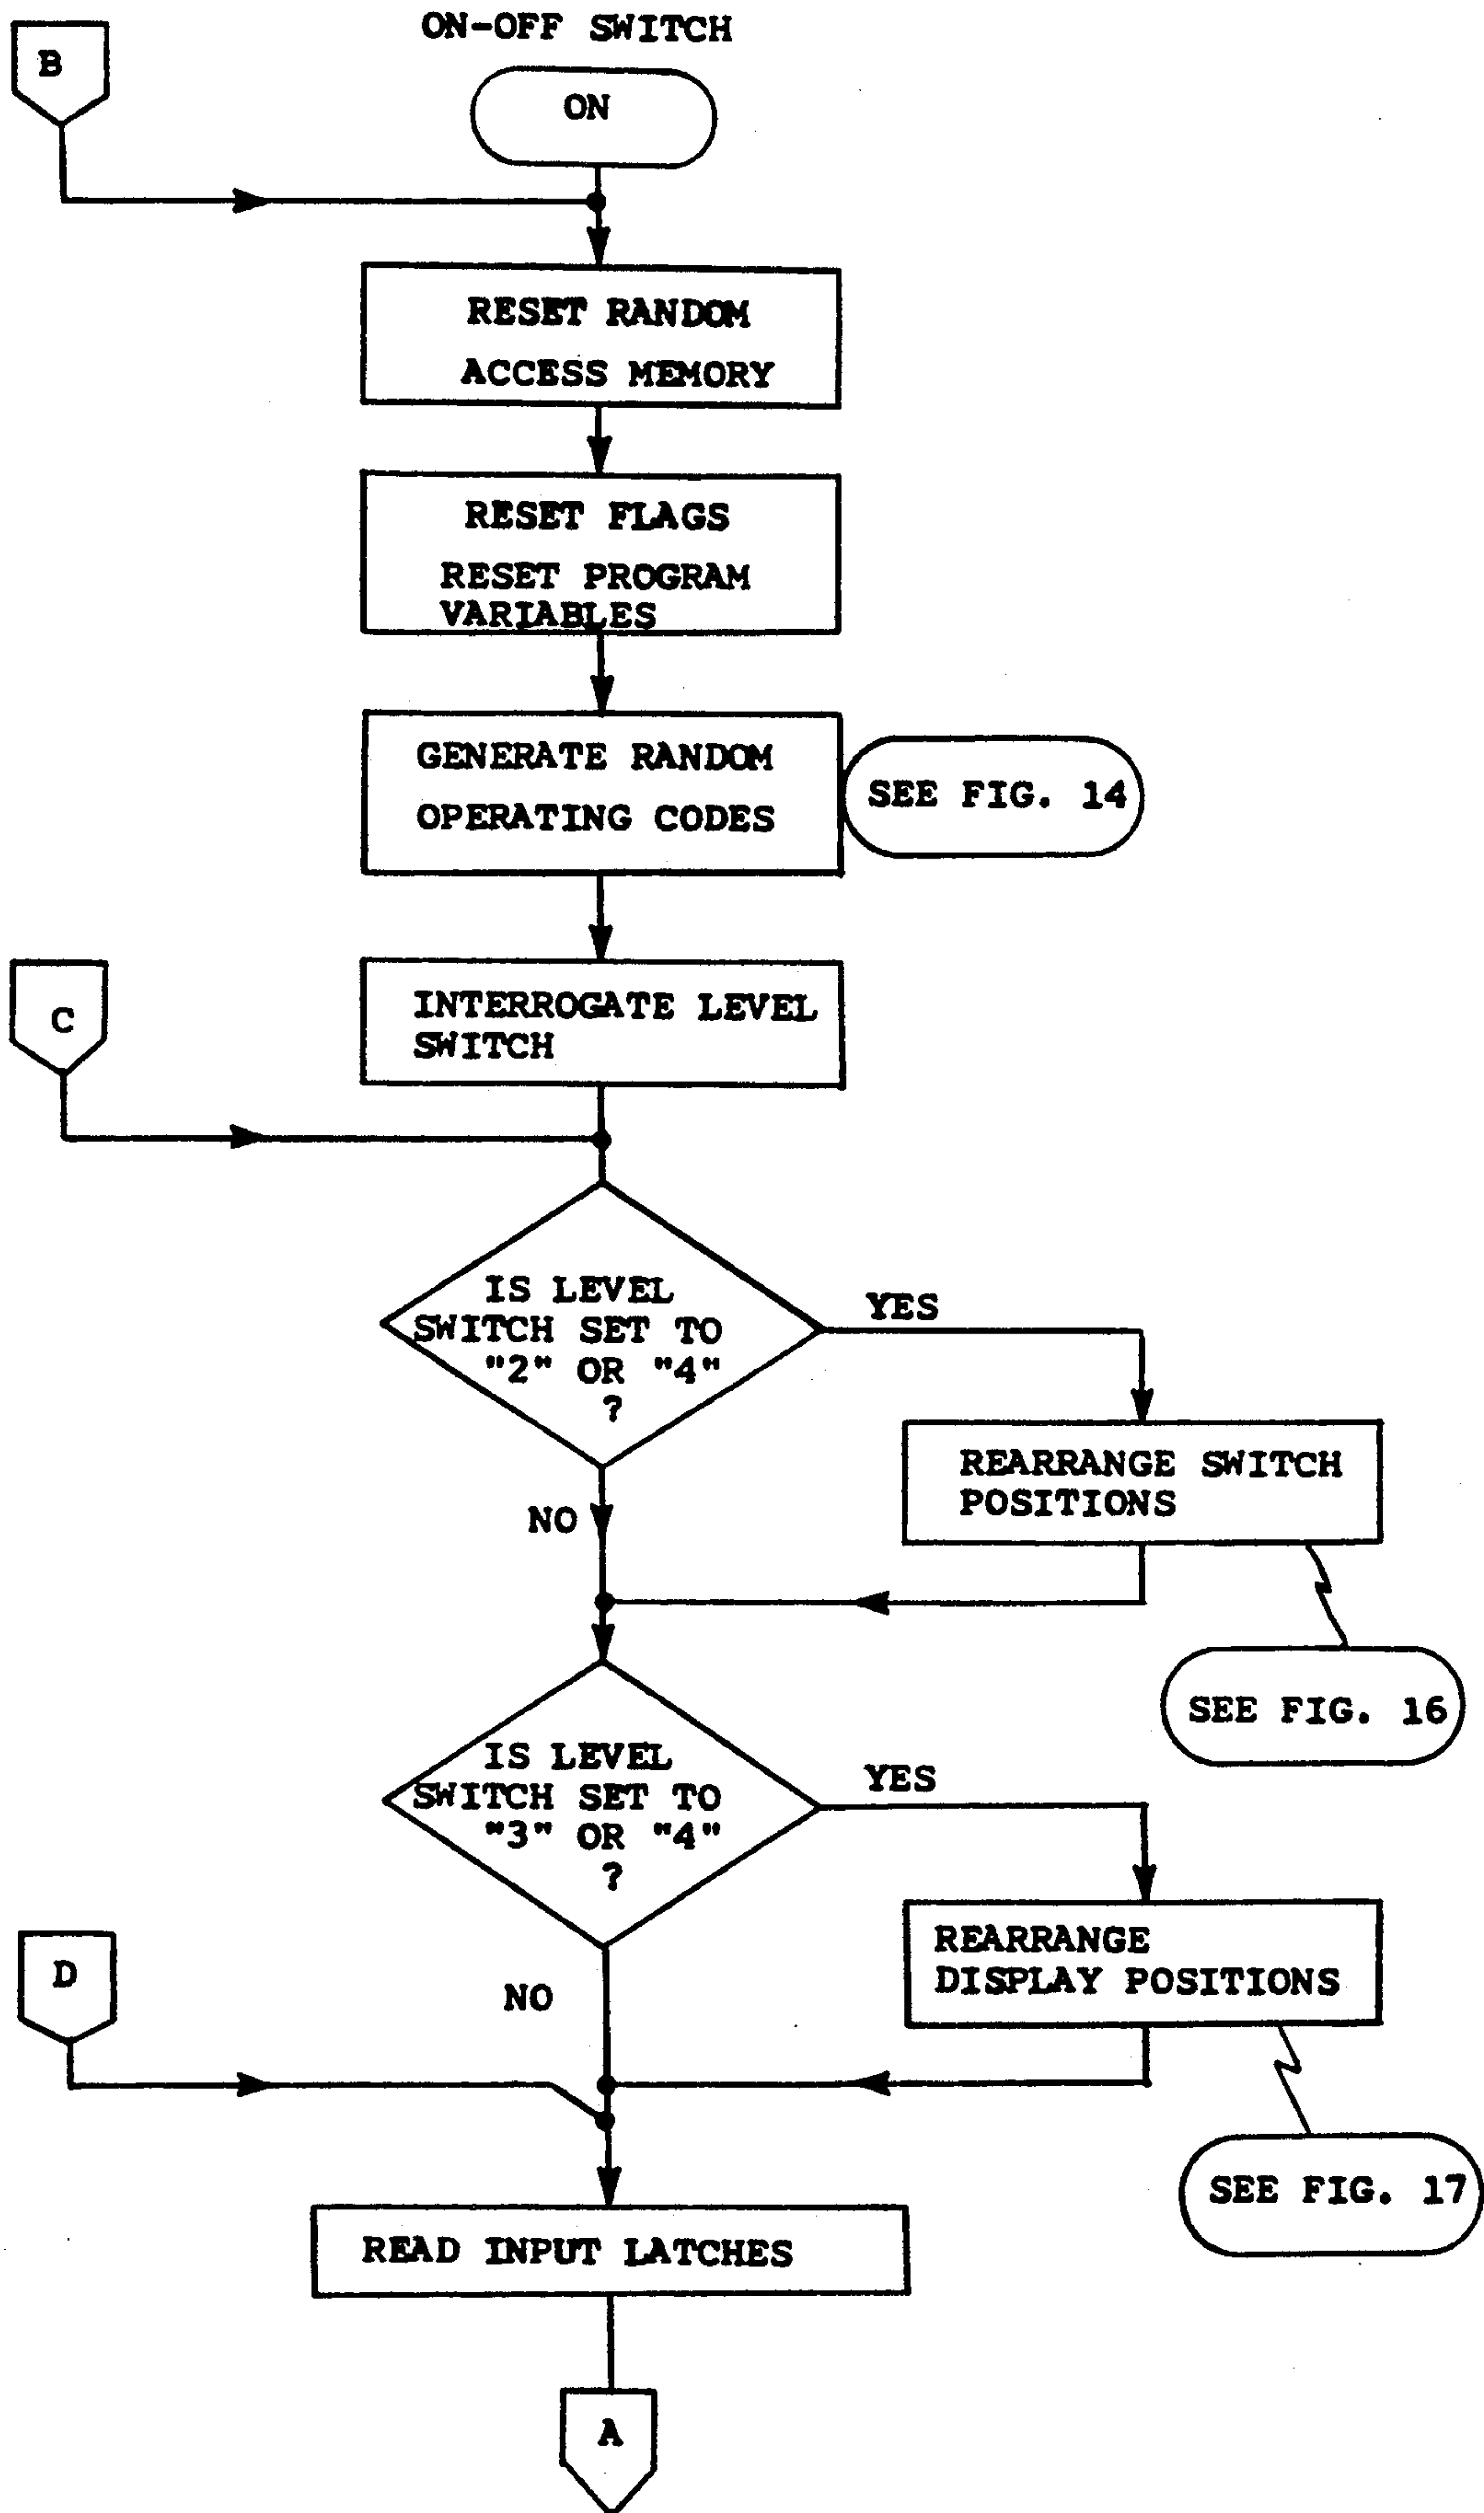 ON-OFF SWITCH
B
ON
RESET RANDOM
ACCESS MEMORY
RESET FLAGS
RESET PROGRAM
VARIABLES
GENERATE RANDOM
OPERATING CODES
SEE FIG. 14
C
INTERROGATE LEVEL
SWITCH
IS LEVEL
SWITCH SET TO
"2" OR "4"
?
YES
NO
REARRANGE SWITCH
POSITIONS
SEE FIG. 16
IS LEVEL
SWITCH SET TO
"3" OR "4"
?
YES
NO
REARRANGE
DISPLAY POSITIONS
D
SEE FIG. 17
READ INPUT LATCHES
A